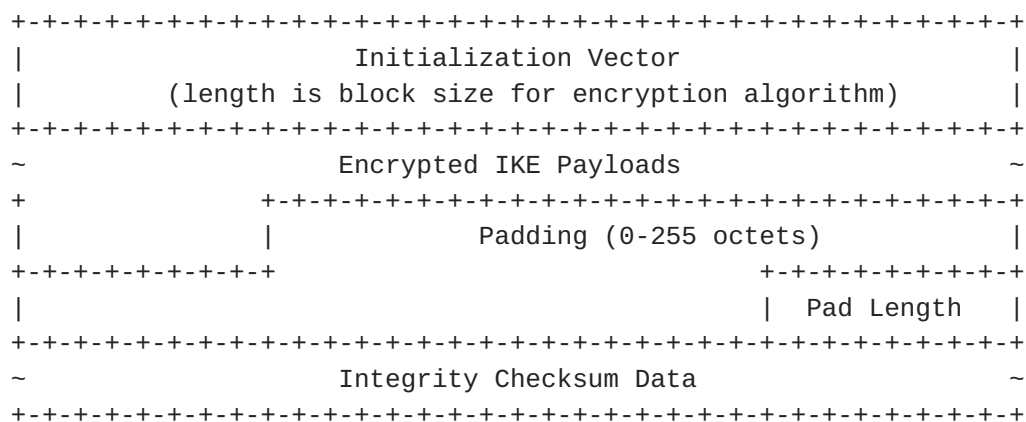 +-+-+-+-+-+-+-+-+-+-+-+-+-+-+-+-+-+-+-+-+-+-+-+-+-+-+-+-+-+-+-+-+
|                     Initialization Vector                     |
|         (length is block size for encryption algorithm)       |
+-+-+-+-+-+-+-+-+-+-+-+-+-+-+-+-+-+-+-+-+-+-+-+-+-+-+-+-+-+-+-+-+
~                    Encrypted IKE Payloads                     ~
+               +-+-+-+-+-+-+-+-+-+-+-+-+-+-+-+-+-+-+-+-+-+-+-+-+
|               |             Padding (0-255 octets)            |
+-+-+-+-+-+-+-+-+                               +-+-+-+-+-+-+-+-+
|                                               |  Pad Length   |
+-+-+-+-+-+-+-+-+-+-+-+-+-+-+-+-+-+-+-+-+-+-+-+-+-+-+-+-+-+-+-+-+
~                    Integrity Checksum Data                    ~
+-+-+-+-+-+-+-+-+-+-+-+-+-+-+-+-+-+-+-+-+-+-+-+-+-+-+-+-+-+-+-+-+